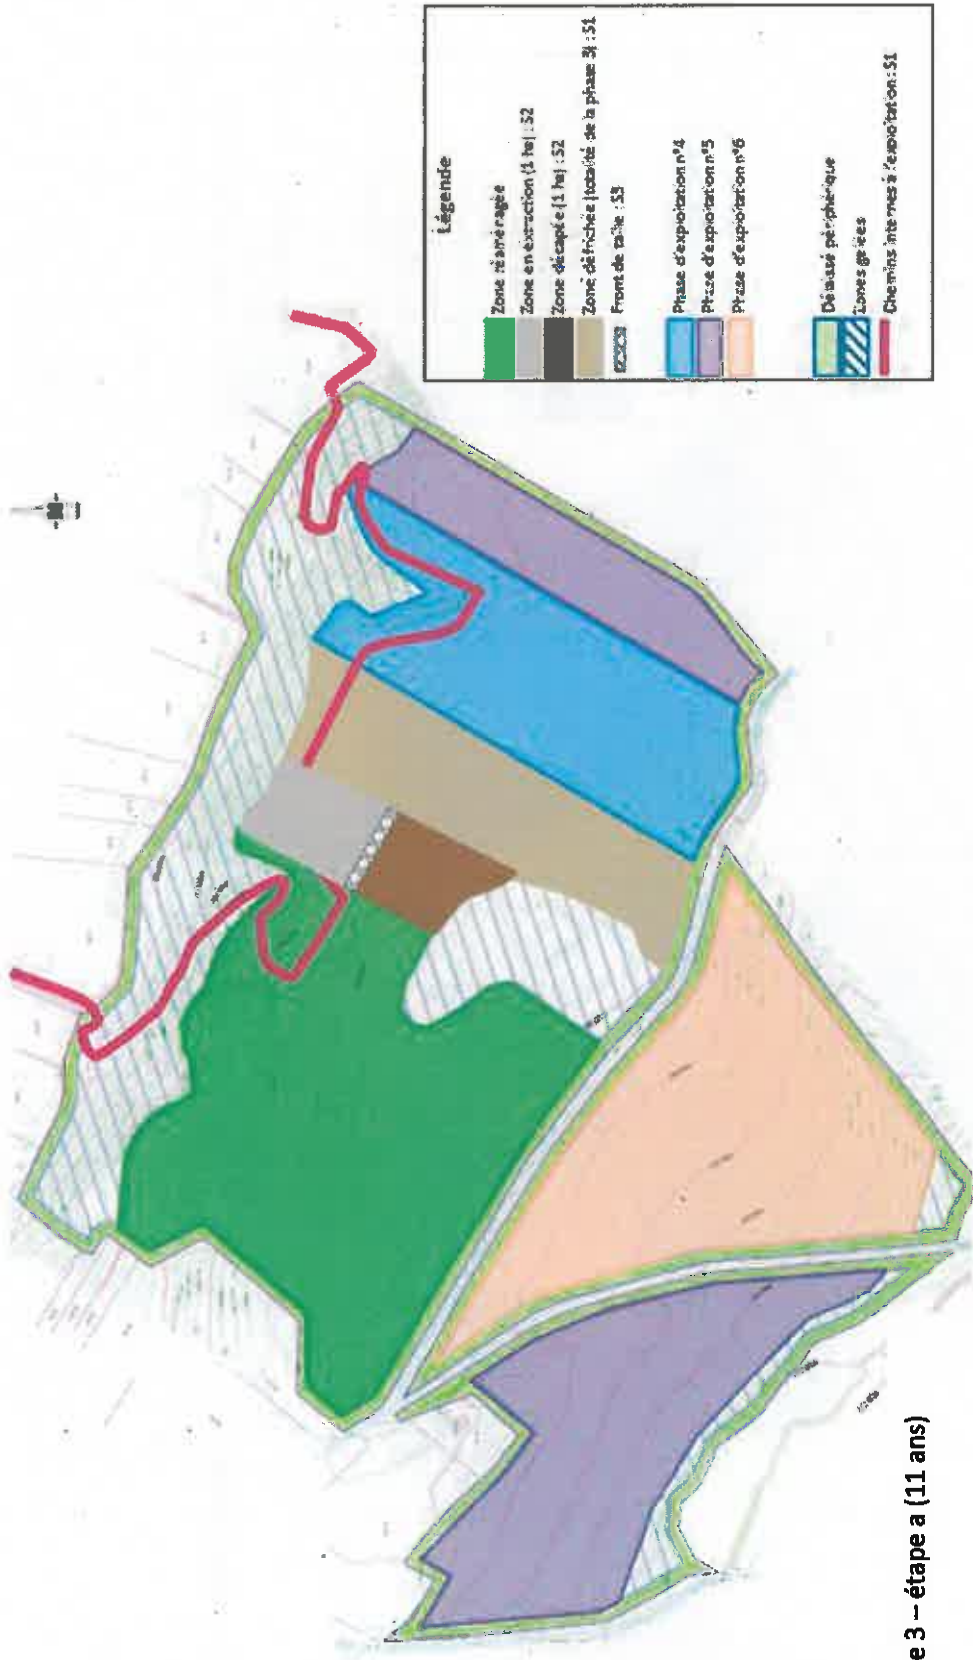 Légende
Zone réaménagée
Zone en extraction (1 ha) : S2
Zone décapée (1 ha) : S2
Zone défrichée (totalité de la phase 3) : S1
Front de taille : S3
Phase d'exploitation n°4
Phase d'exploitation n°5
Phase d'exploitation n°6
Délaissé périphérique
Zones gelées
Chemins internes à l'exploitation : S1
e 3 – étape a (11 ans)